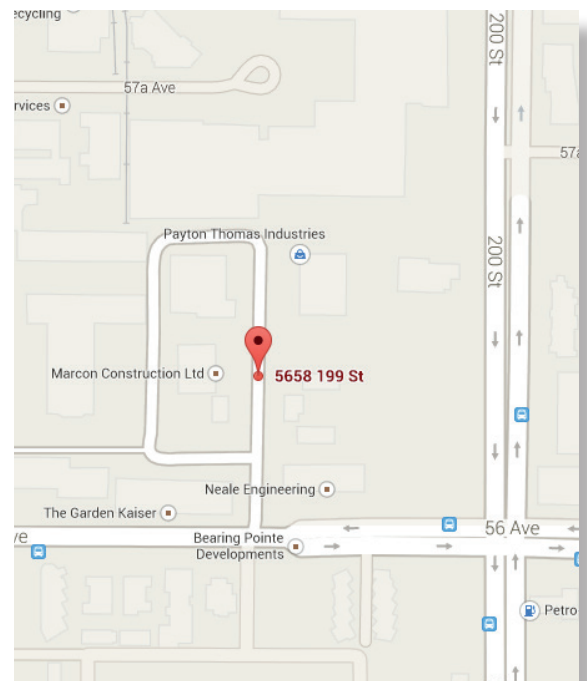 ecycling
200 St
57a Ave
rvices
57a
Payton Thomas Industries
200 St
Marcon Construction Ltd
5658 199 St
Neale Engineering
The Garden Kaiser
ve
Bearing Pointe
Developments
56 Ave
Petro